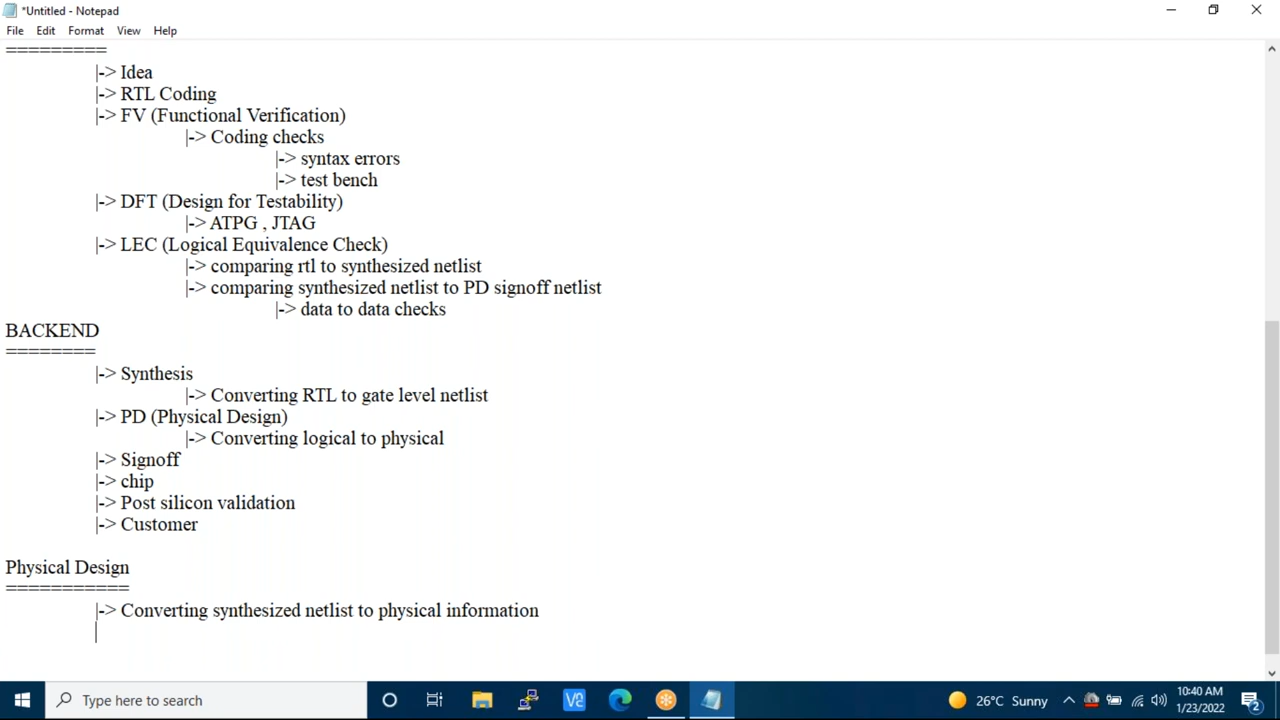 *Untitled - Notepad
File Edit Format View Help
=========
|-> Idea
|-> RTL Coding
|-> FV (Functional Verification)
|-> Coding checks
|-> syntax errors
|-> test bench
|-> DFT (Design for Testability)
|-> ATPG , JTAG
|-> LEC (Logical Equivalence Check)
|-> comparing rtl to synthesized netlist
|-> comparing synthesized netlist to PD signoff netlist
|-> data to data checks
BACKEND
========
|-> Synthesis
|-> Converting RTL to gate level netlist
|-> PD (Physical Design)
|-> Converting logical to physical
|-> Signoff
|-> chip
|-> Post silicon validation
|-> Customer
Physical Design
===========
|-> Converting synthesized netlist to physical information
Type here to search
26°C Sunny
10:40 AM
1/23/2022
2